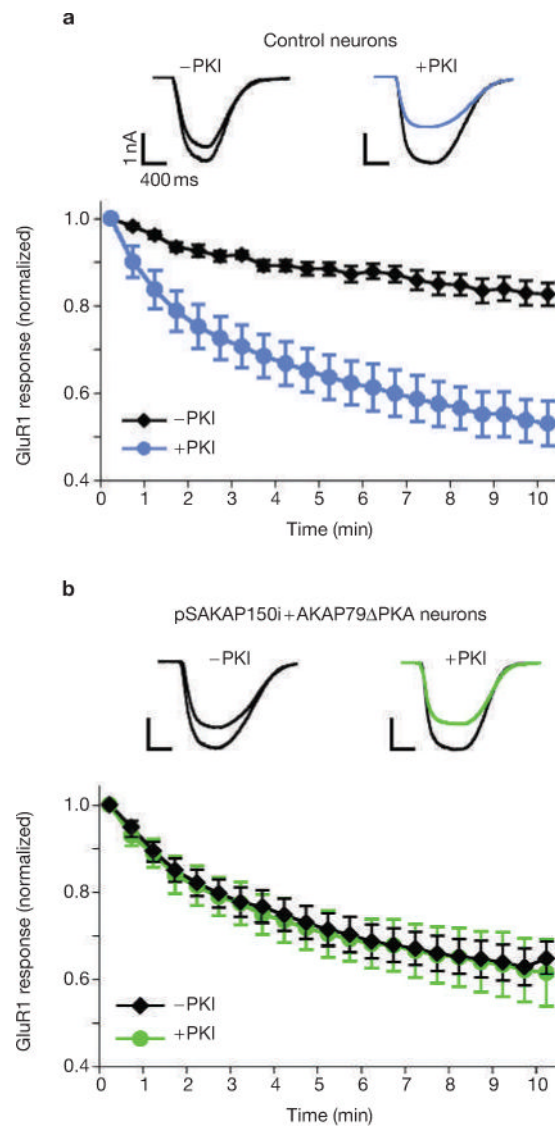 a
Control neurons
−PKI
+PKI
1 nA
400 ms
1.0
0.8
0.6
0.4
GluR1 response (normalized)
−PKI
+PKI
0 1 2 3 4 5 6 7 8 9 10
Time (min)
b
pSAKAP150i+AKAP79ΔPKA neurons
−PKI
+PKI
1.0
0.8
0.6
0.4
GluR1 response (normalized)
−PKI
+PKI
0 1 2 3 4 5 6 7 8 9 10
Time (min)